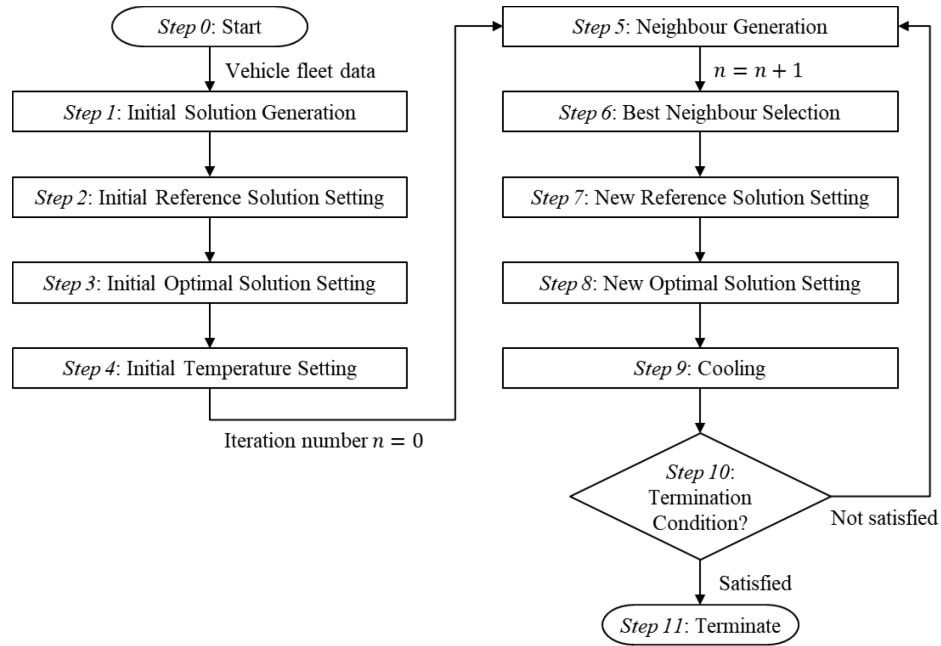 Step 0: Start
Vehicle fleet data
Step 1: Initial Solution Generation
Step 2: Initial Reference Solution Setting
Step 3: Initial Optimal Solution Setting
Step 4: Initial Temperature Setting
Iteration number n = 0
Step 5: Neighbour Generation
n = n + 1
Step 6: Best Neighbour Selection
Step 7: New Reference Solution Setting
Step 8: New Optimal Solution Setting
Step 9: Cooling
Step 10:
Termination
Condition?
Not satisfied
Satisfied
Step 11: Terminate